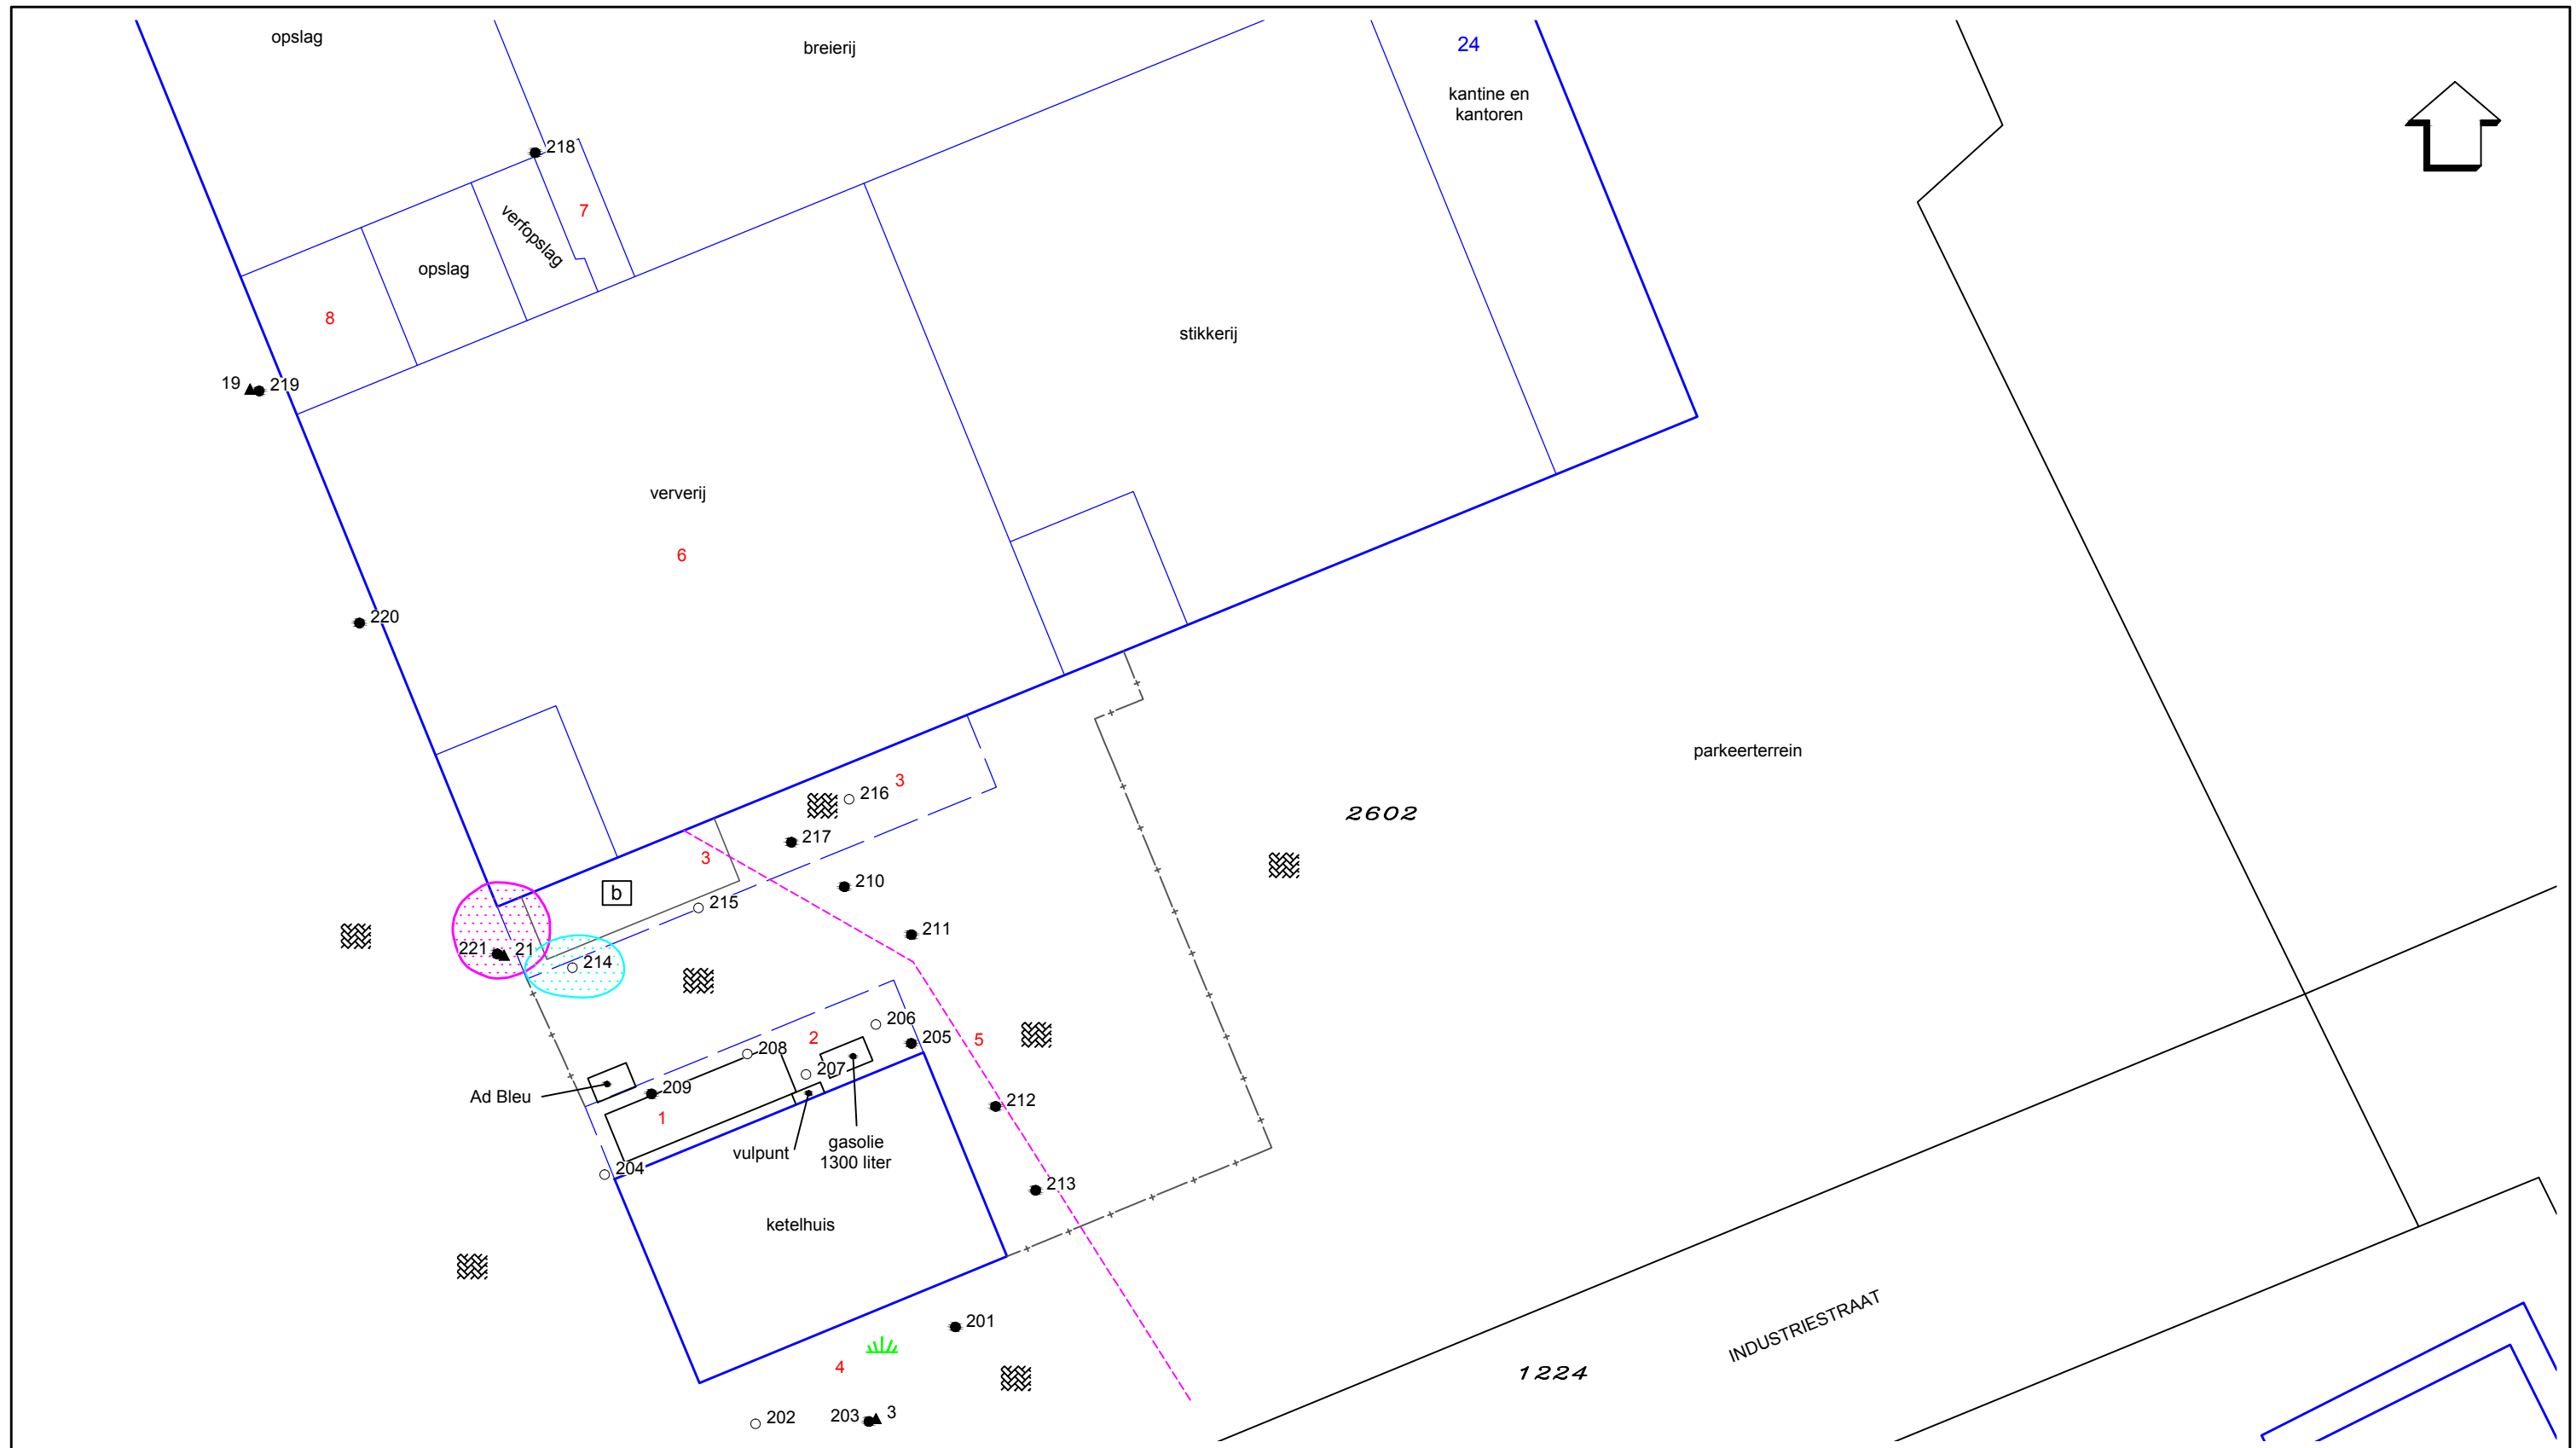 opslag
breierij
24
kantine en
kantoren
218
7
verfopslag
opslag
8
stikkerij
19
219
ververij
6
220
parkeerterrein
3
216
2602
217
3
210
b
215
211
221
21
214
206
2
205
5
208
207
Ad Bleu
209
212
1
gasolie
1300 liter
vulpunt
204
213
ketelhuis
INDUSTRIESTRAAT
201
4
1224
202
203
3